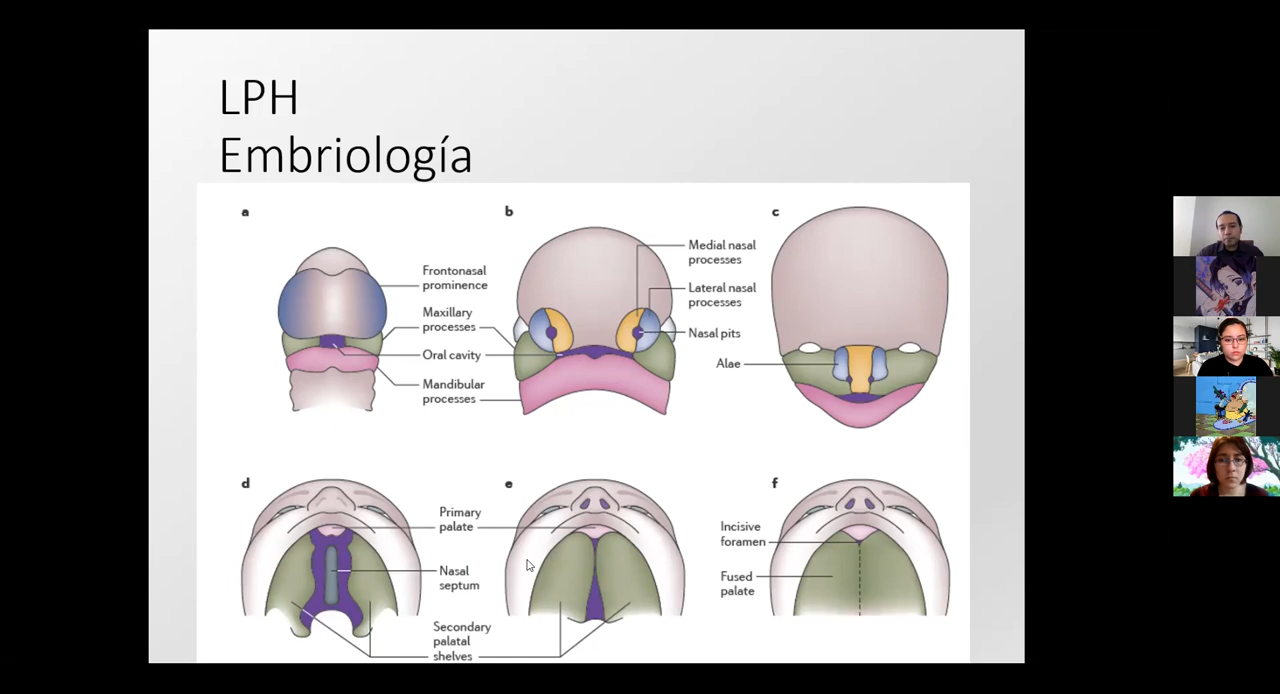 LPH
Embriología
a
b
c
Frontonasal
prominence
Maxillary
processes
Oral cavity
Mandibular
processes
Medial nasal
processes
Lateral nasal
processes
Nasal pits
Alae
d
e
f
Primary
palate
Nasal
septum
Secondary
palatal
shelves
Incisive
foramen
Fused
palate